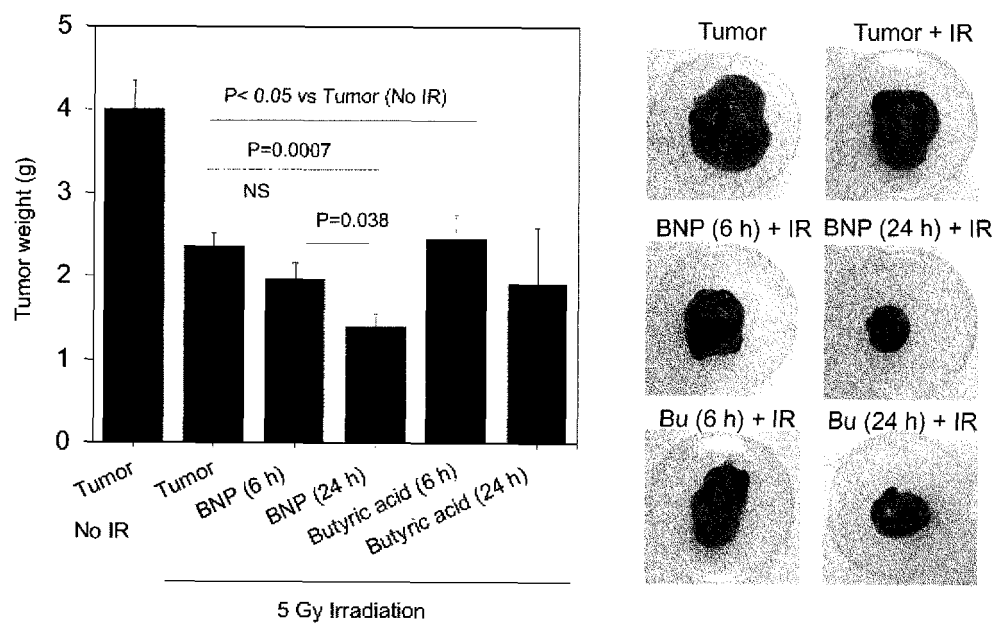 5
4
3
2
1
0
Tumor weight (g)
P< 0.05 vs Tumor (No IR)
P=0.0007
NS
P=0.038
Tumor
Tumor
BNP (6 h)
BNP (24 h)
Butyric acid (6 h)
Butyric acid (24 h)
No IR
5 Gy Irradiation
Tumor
Tumor + IR
BNP (6 h) + IR
BNP (24 h) + IR
Bu (6 h) + IR
Bu (24 h) + IR